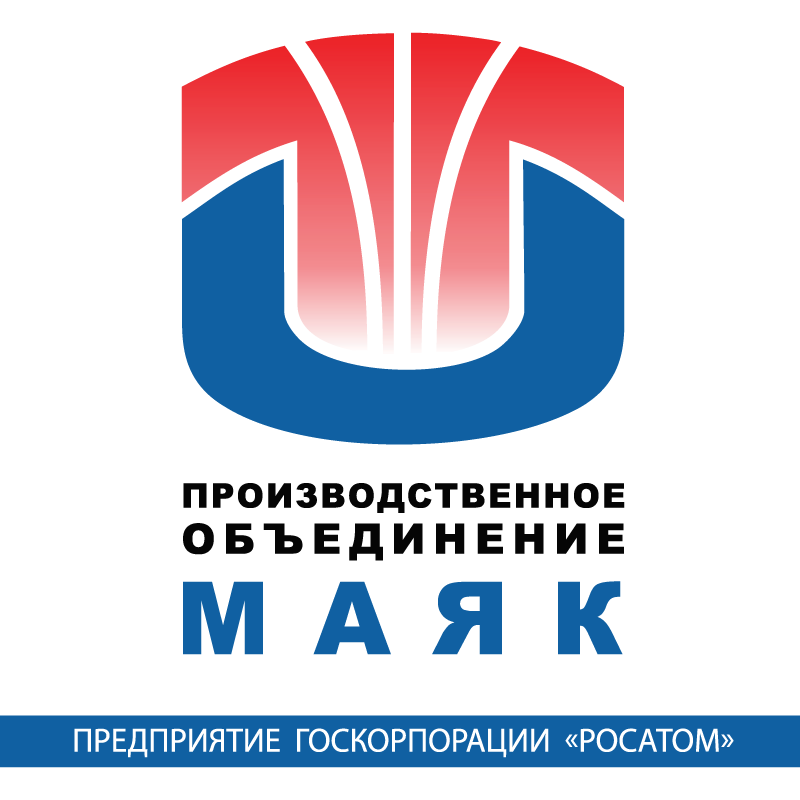 ПРОИЗВОДСТВЕННОЕ
ОБЪЕДИНЕНИЕ
МАЯК
ПРЕДПРИЯТИЕ ГОСКОРПОРАЦИИ «РОСАТОМ»